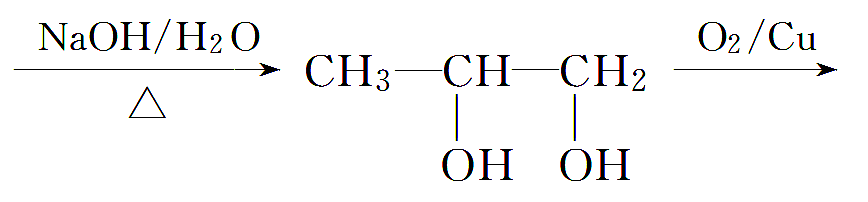 NaOH/H₂O O₂/Cu
CH₃—CH—CH₂
△
OH OH